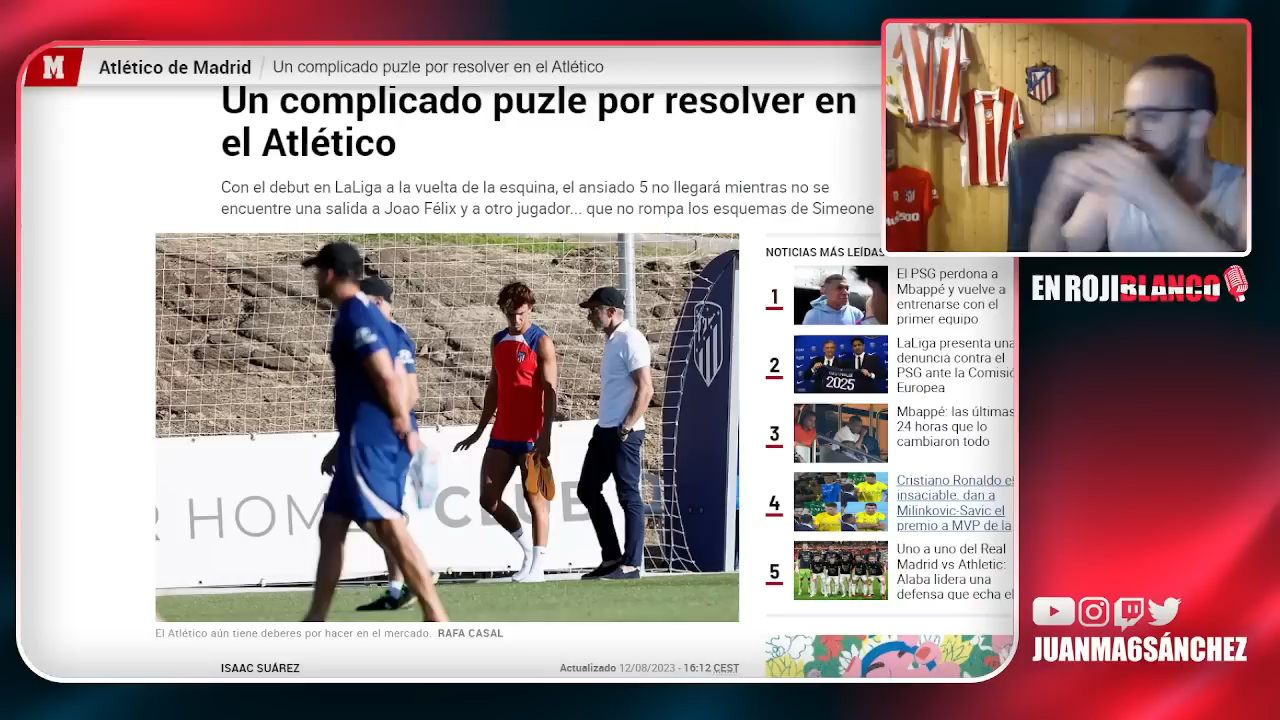 M
Atlético de Madrid
Un complicado puzle por resolver en el Atlético
Un complicado puzle por resolver en
el Atlético
Con el debut en LaLiga a la vuelta de la esquina, el ansiado 5 no llegará mientras no se
encuentre una salida a Joao Félix y a otro jugador... que no rompa los esquemas de Simeone
HOM
CLUB
El Atlético aún tiene deberes por hacer en el mercado. RAFA CASAL
ISAAC SUÁREZ
Actualizado 12/08/2023 - 16:12 CEST
NOTICIAS MÁS LEÍDAS
1
El PSG perdona a
Mbappé y vuelve a
entrenarse con el
primer equipo
2
LaLiga presenta una
denuncia contra el
PSG ante la Comisió
Europea
2025
3
Mbappé: las últimas
24 horas que lo
cambiaron todo
4
Cristiano Ronaldo es
insaciable: dan a
Milinkovic-Savic el
premio a MVP de la
5
Uno a uno del Real
Madrid vs Athletic:
Alaba lidera una
defensa que echa el
EN ROJIBLANCO
JUANMA6SÁNCHEZ